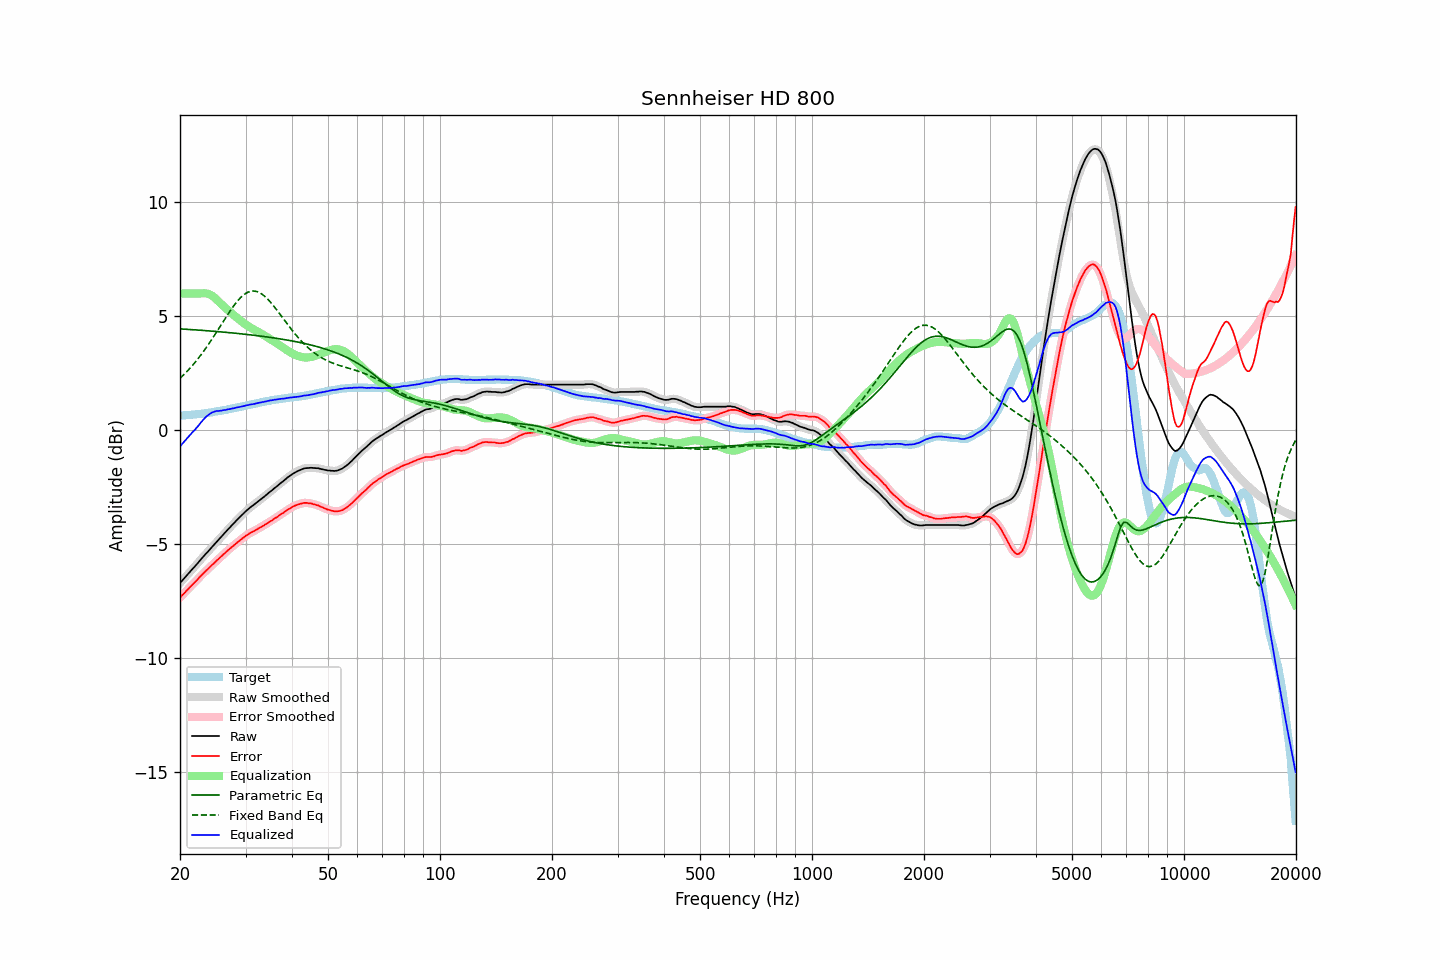 Sennheiser HD 800
Amplitude (dBr)
10
5
0
−5
−10
−15
Target
Raw Smoothed
Error Smoothed
Raw
Error
Equalization
Parametric Eq
Fixed Band Eq
Equalized
20 50 100 200 500 1000 2000 5000 10000 20000
Frequency (Hz)